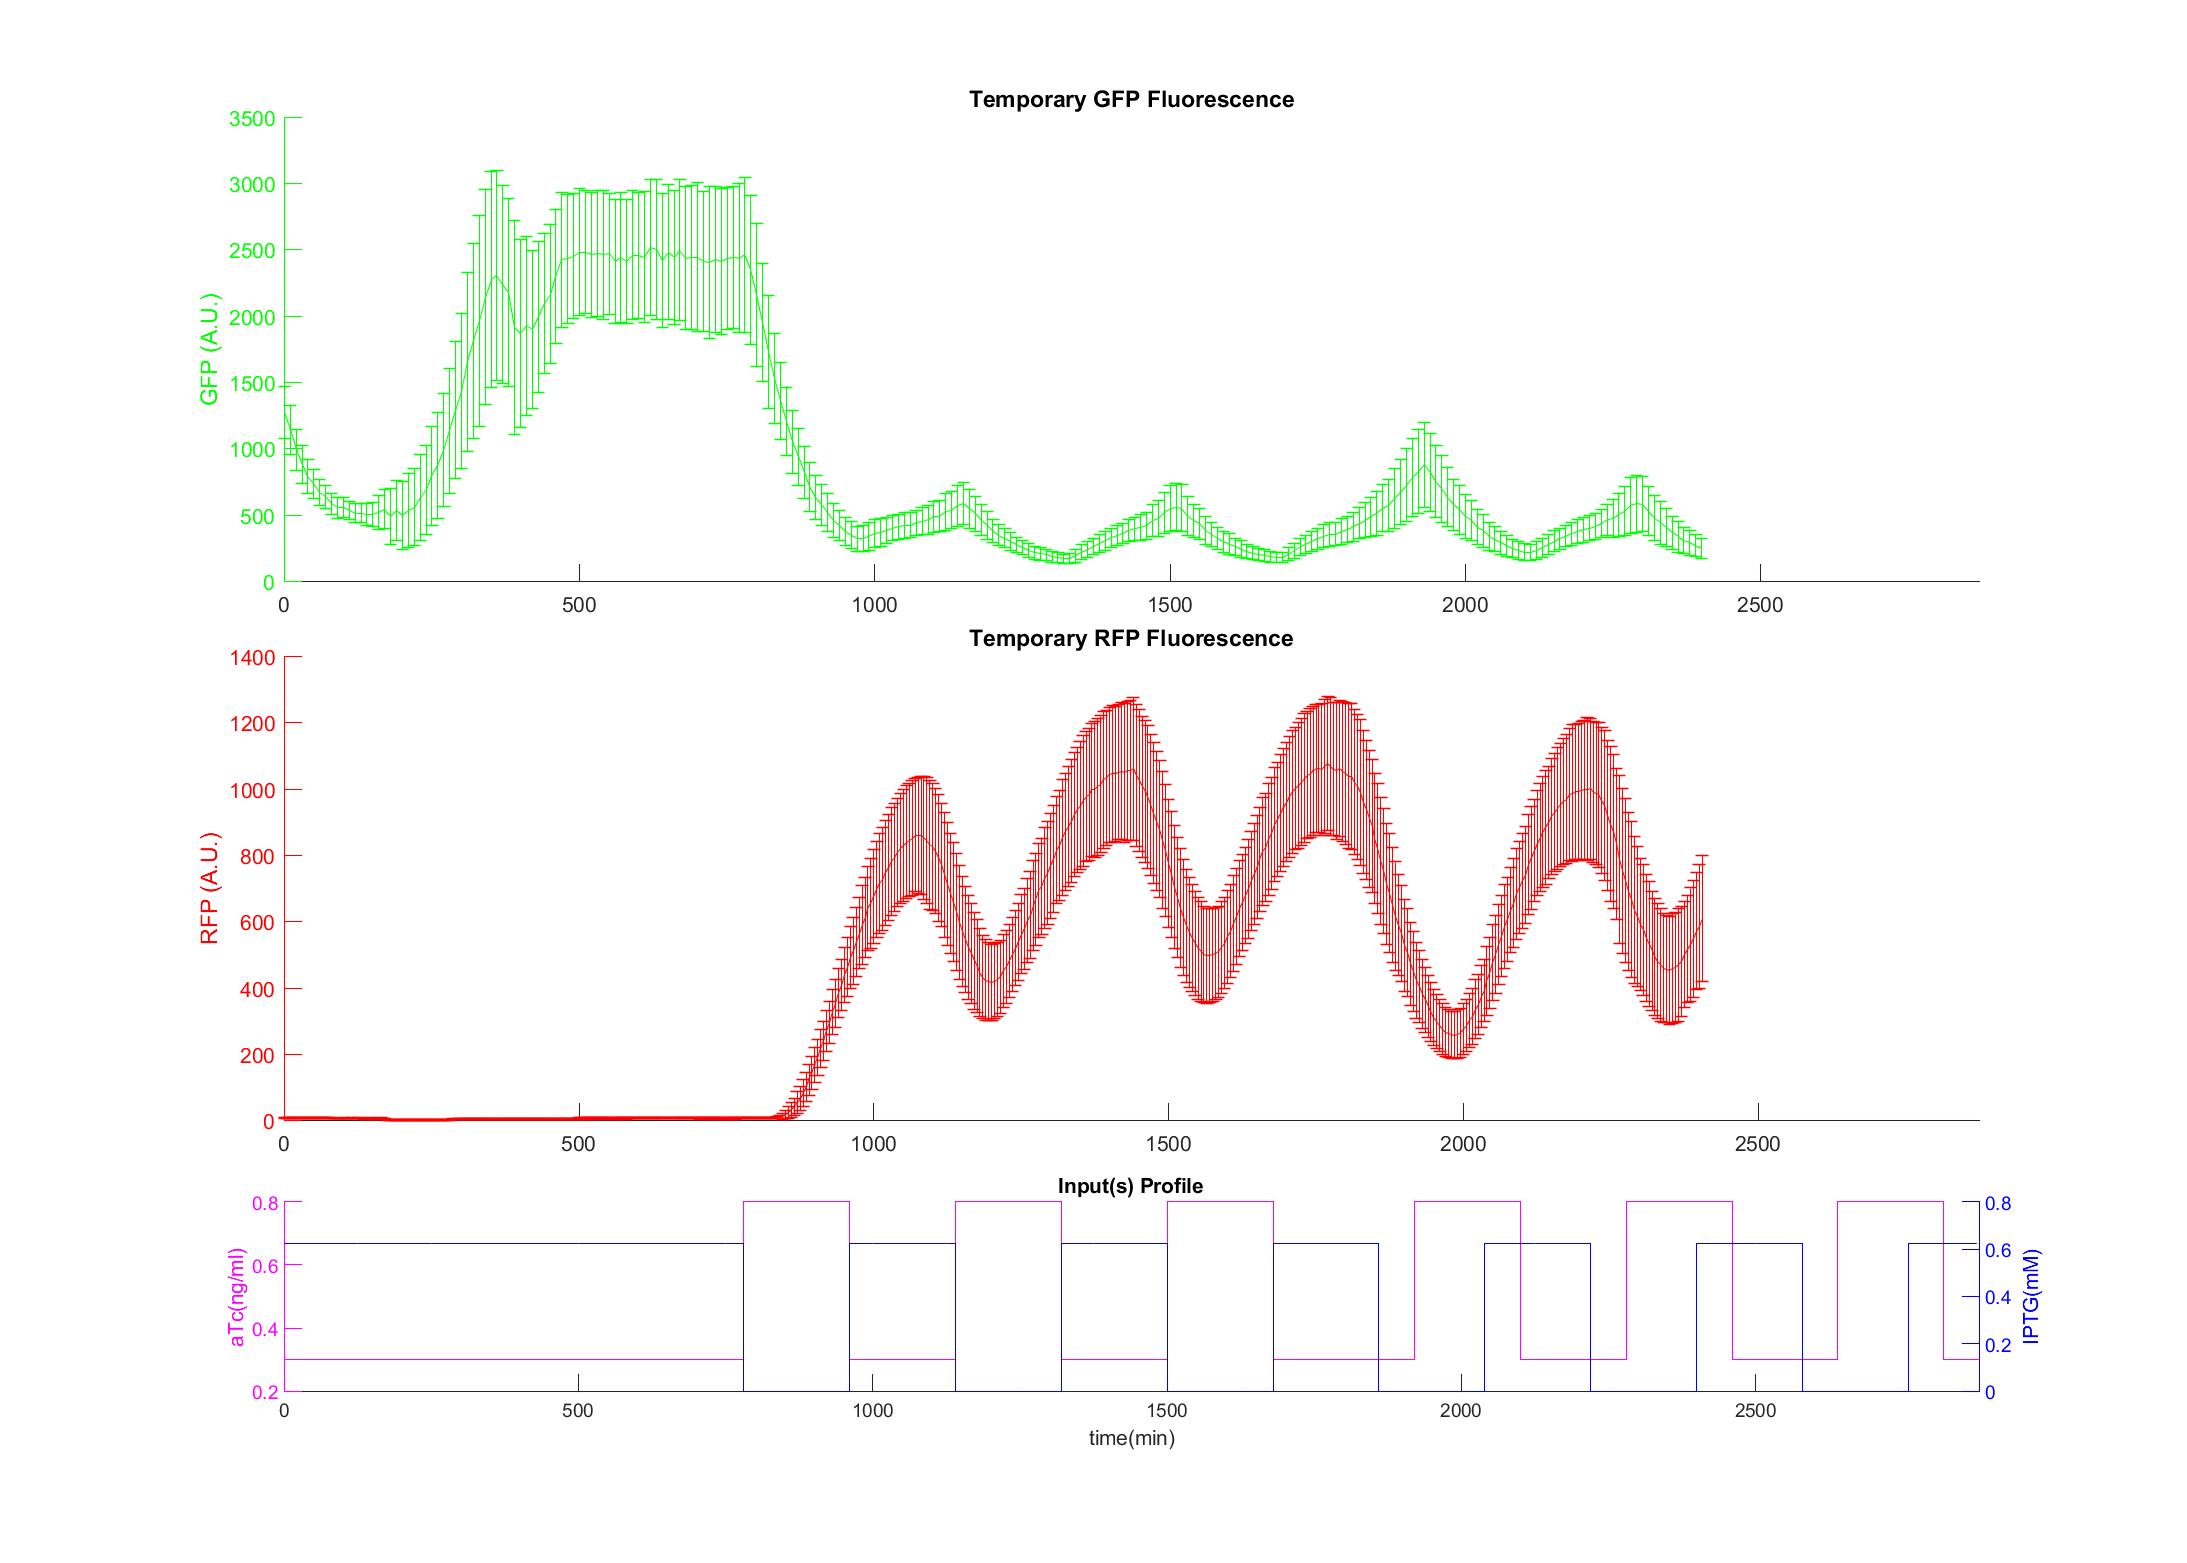 Temporary GFP Fluorescence
3500
3000
2500
2000
1500
1000
500
0
GFP (A.U.)
0 500 1000 1500 2000 2500
Temporary RFP Fluorescence
1400
1200
1000
800
600
400
200
0
RFP (A.U.)
0 500 1000 1500 2000 2500
Input(s) Profile
0.8
0.6
0.4
0.2
aTc(ng/ml)
0.8
0.6
0.4
0.2
0
IPTG(mM)
0 500 1000 1500 2000 2500
time(min)